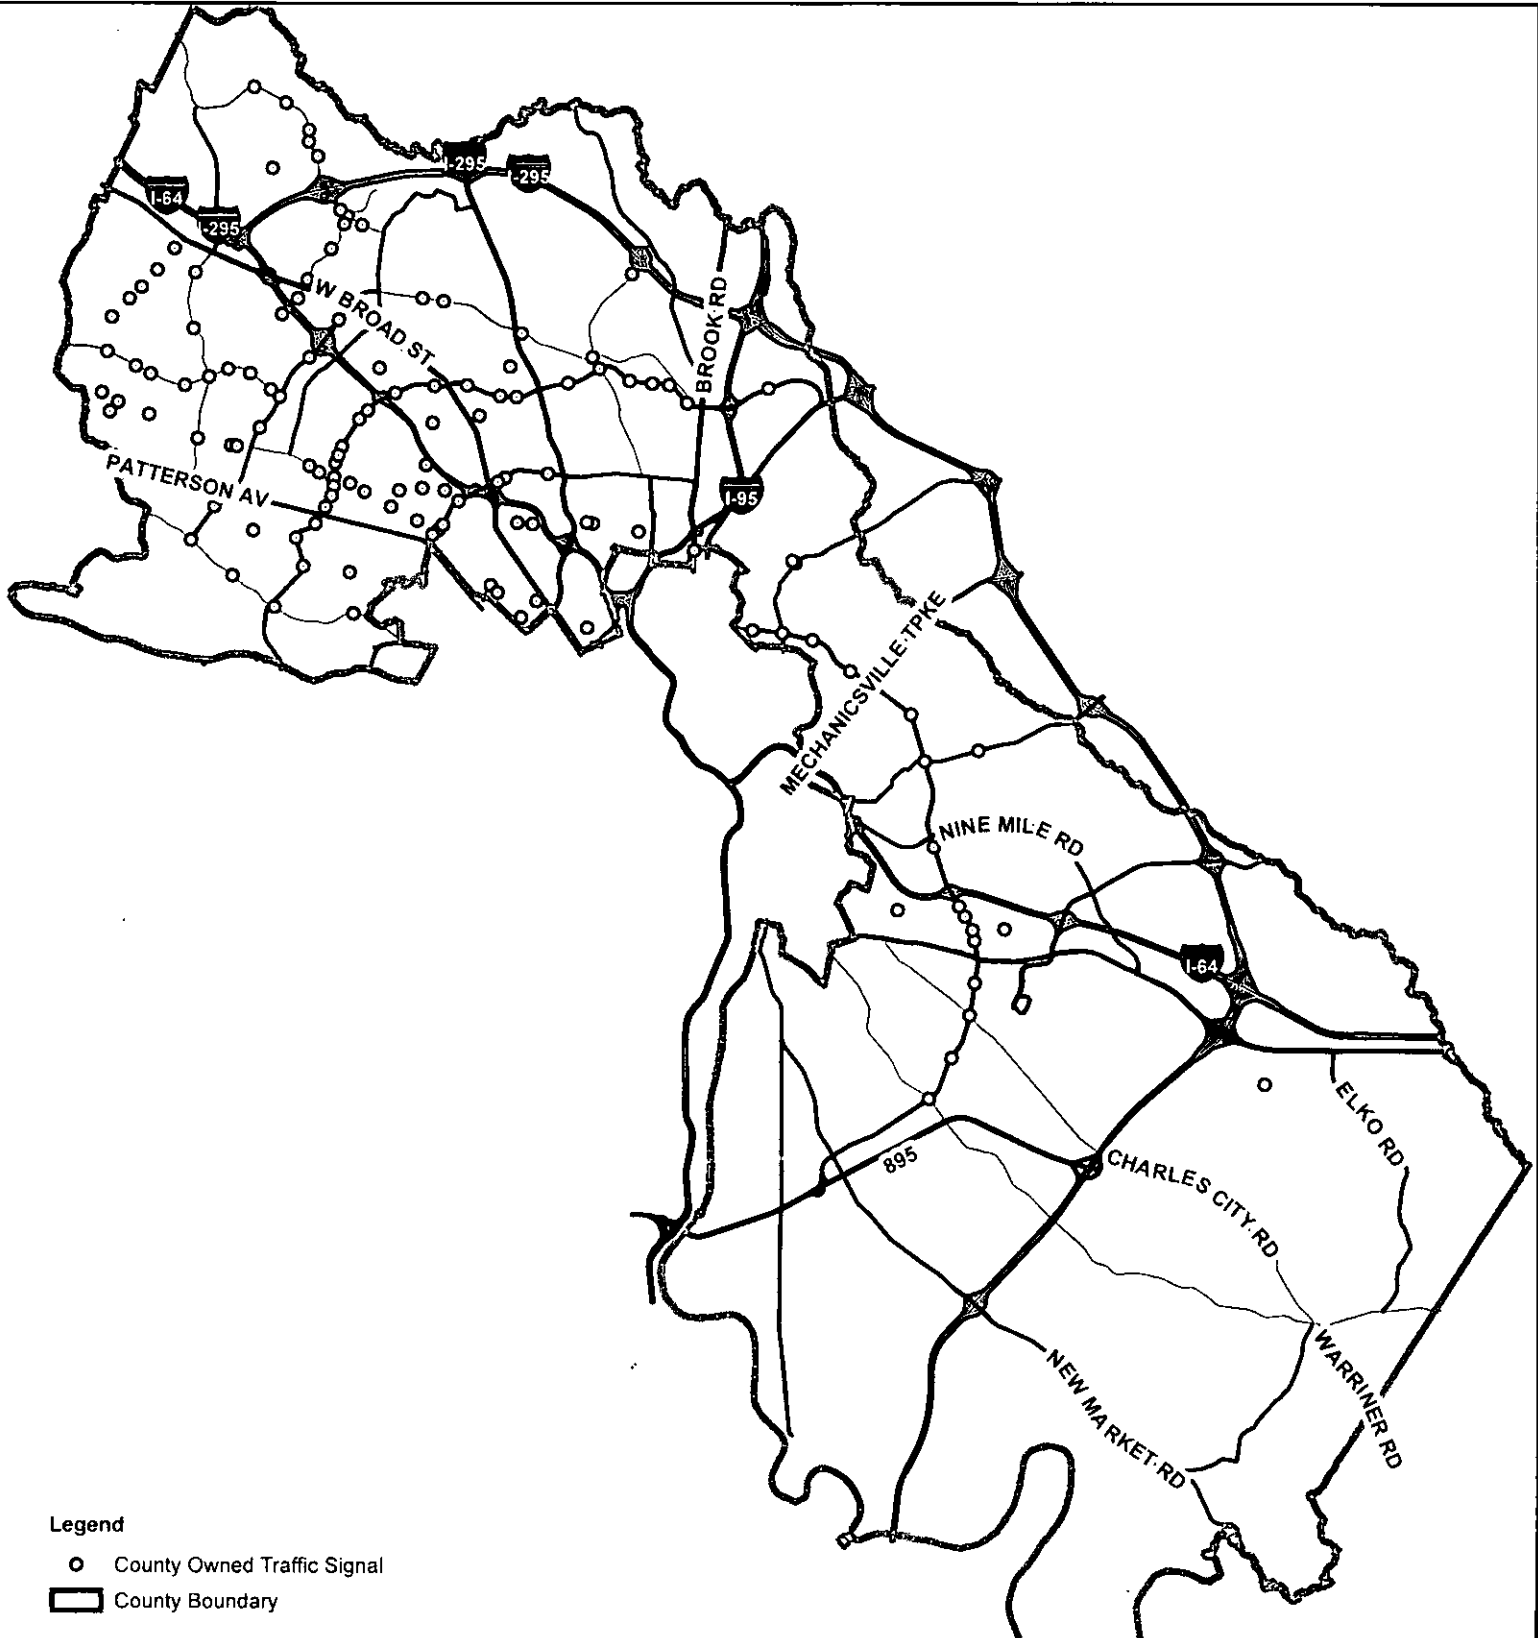 I-295
I-295
I-64
I-295
W BROAD ST
BROOK RD
PATTERSON AV
I-95
MECHANICSVILLE TPKE
NINE MILE RD
I-64
ELKO RD
895
CHARLES CITY RD
NEW MARKET RD
WARRINER RD
Legend
County Owned Traffic Signal
County Boundary